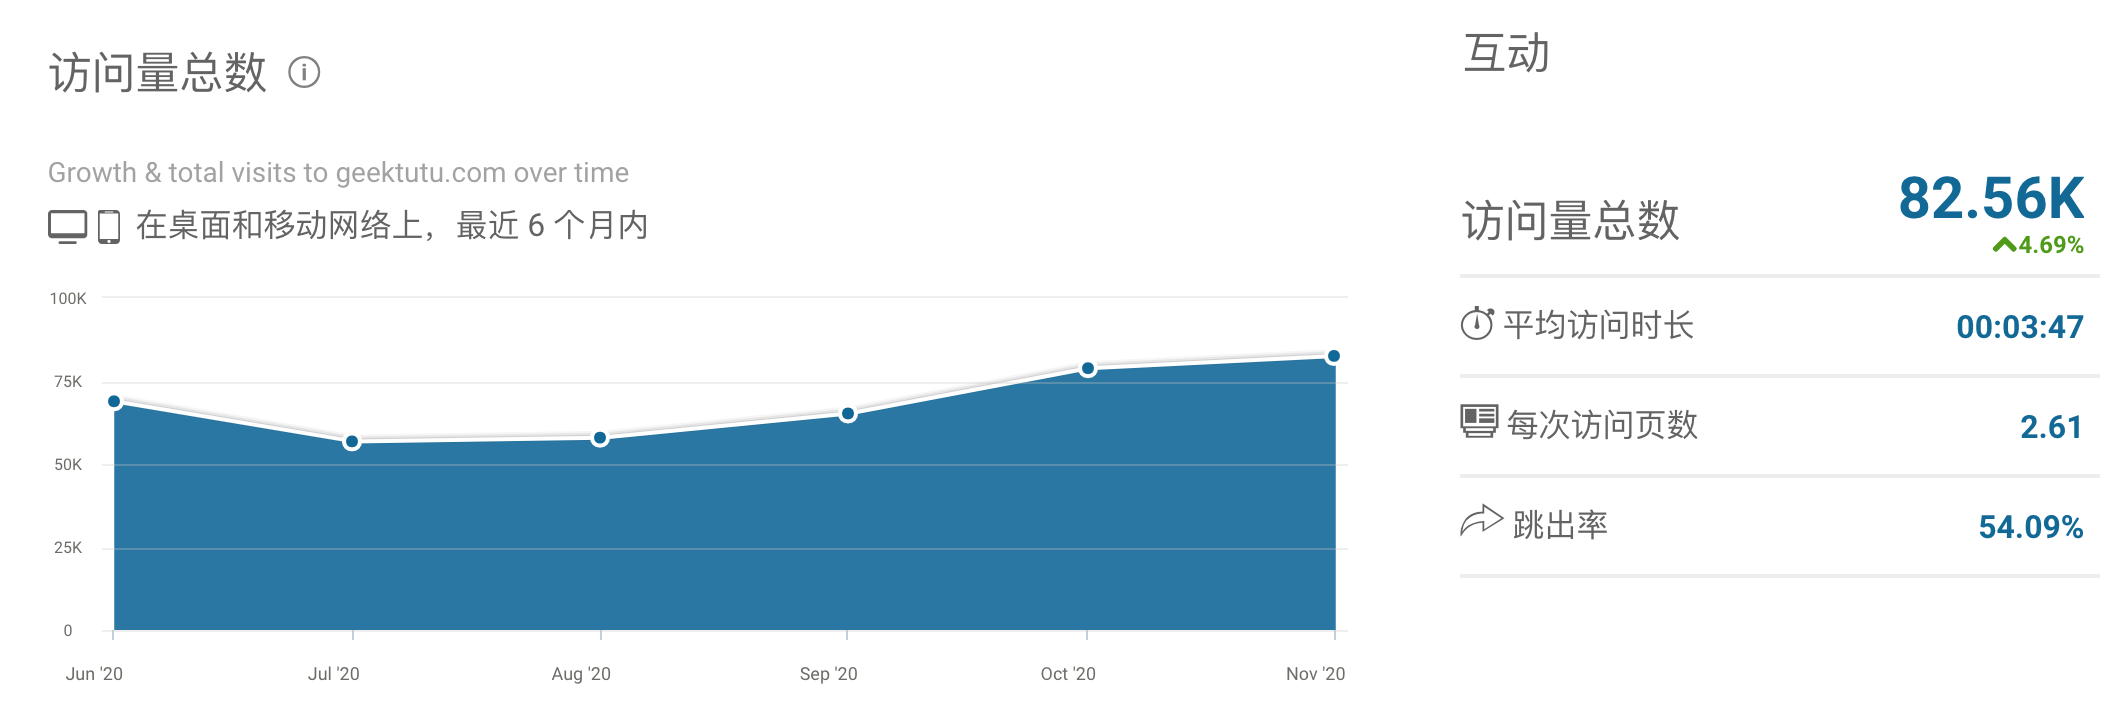 访问量总数
Growth & total visits to geektutu.com over time
在桌面和移动网络上，最近 6 个月内
100K
75K
50K
25K
0
Jun '20
Jul '20
Aug '20
Sep '20
Oct '20
Nov '20
互动
访问量总数
82.56K
4.69%
平均访问时长
00:03:47
每次访问页数
2.61
跳出率
54.09%